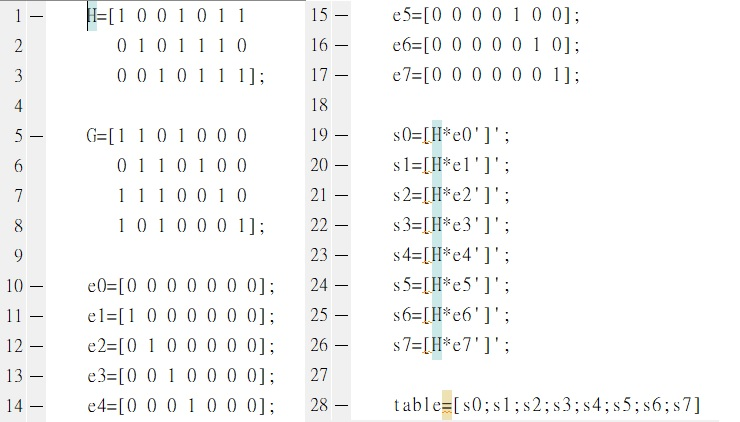 1 — H=[1 0 0 1 0 1 1
2 0 1 0 1 1 1 0
3 0 0 1 0 1 1 1];
4
5 — G=[1 1 0 1 0 0 0
6 0 1 1 0 1 0 0
7 1 1 1 0 0 1 0
8 1 0 1 0 0 0 1];
9
10 — e0=[0 0 0 0 0 0 0];
11 — e1=[1 0 0 0 0 0 0];
12 — e2=[0 1 0 0 0 0 0];
13 — e3=[0 0 1 0 0 0 0];
14 — e4=[0 0 0 1 0 0 0];
15 — e5=[0 0 0 0 1 0 0];
16 — e6=[0 0 0 0 0 1 0];
17 — e7=[0 0 0 0 0 0 1];
18
19 — s0=[H*e0']';
20 — s1=[H*e1']';
21 — s2=[H*e2']';
22 — s3=[H*e3']';
23 — s4=[H*e4']';
24 — s5=[H*e5']';
25 — s6=[H*e6']';
26 — s7=[H*e7']';
27
28 — table=[s0;s1;s2;s3;s4;s5;s6;s7]